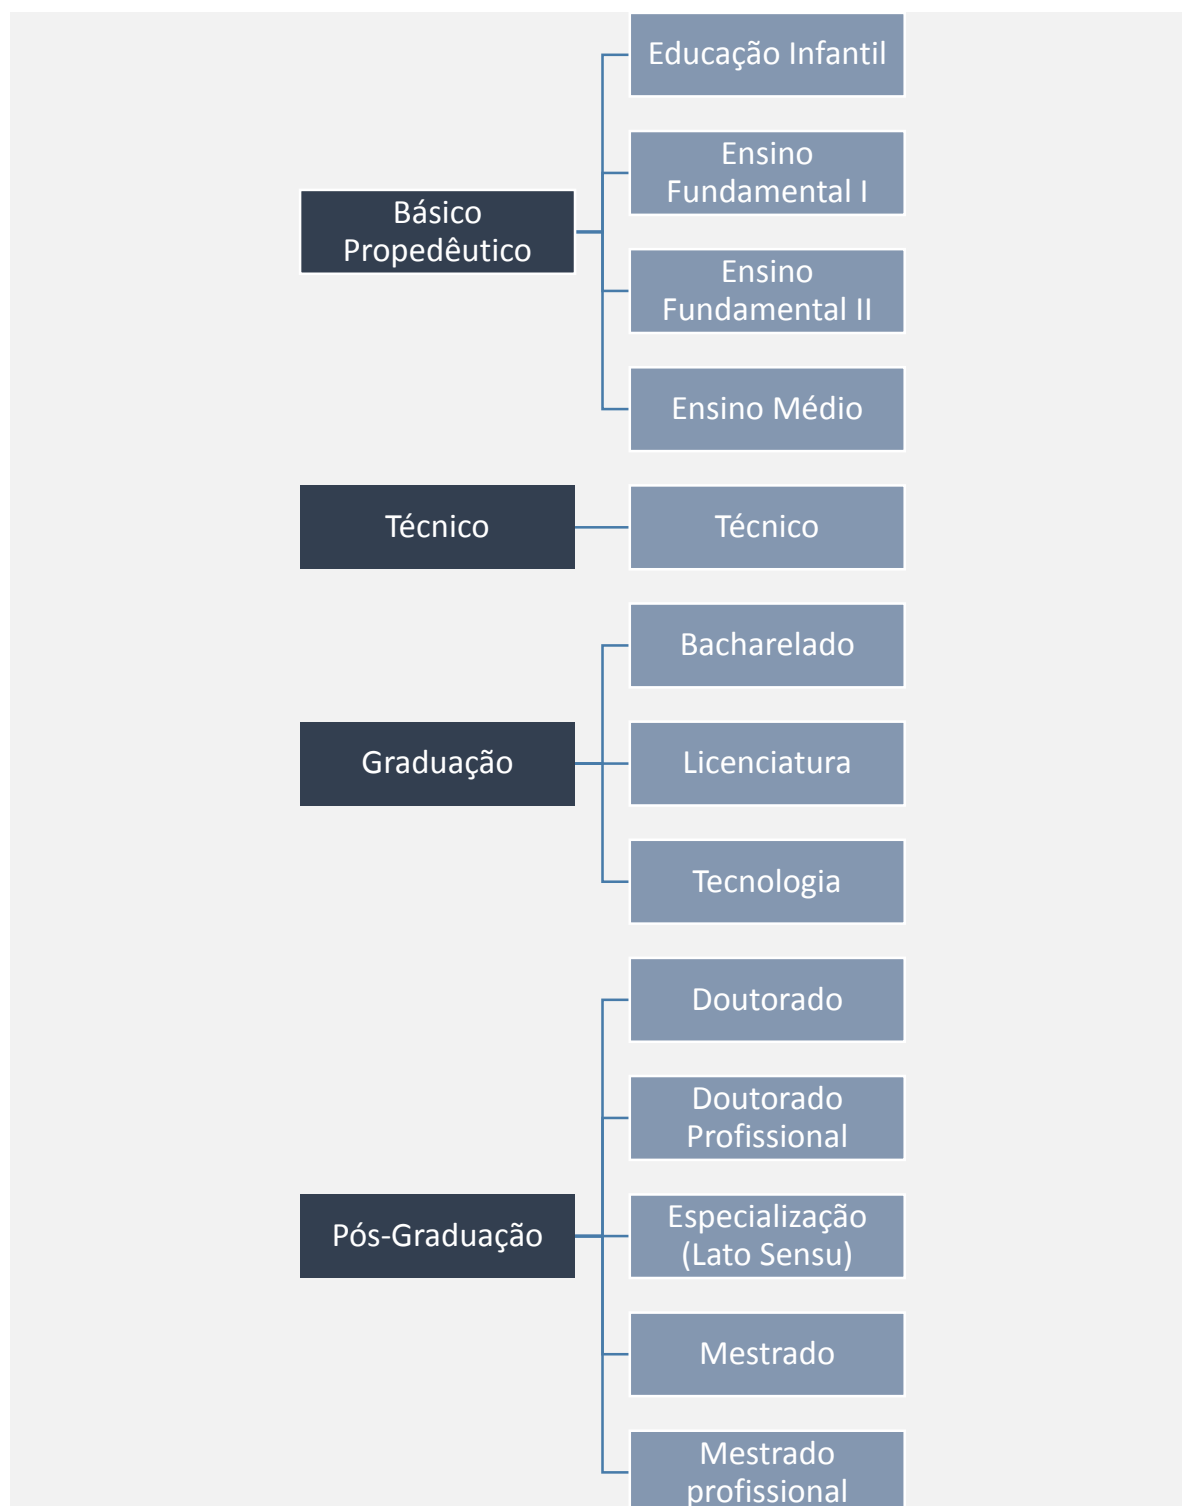 Básico
Propedêutico
Educação Infantil
Ensino
Fundamental I
Ensino
Fundamental II
Ensino Médio
Técnico
Técnico
Graduação
Bacharelado
Licenciatura
Tecnologia
Pós-Graduação
Doutorado
Doutorado
Profissional
Especialização
(Lato Sensu)
Mestrado
Mestrado
profissional